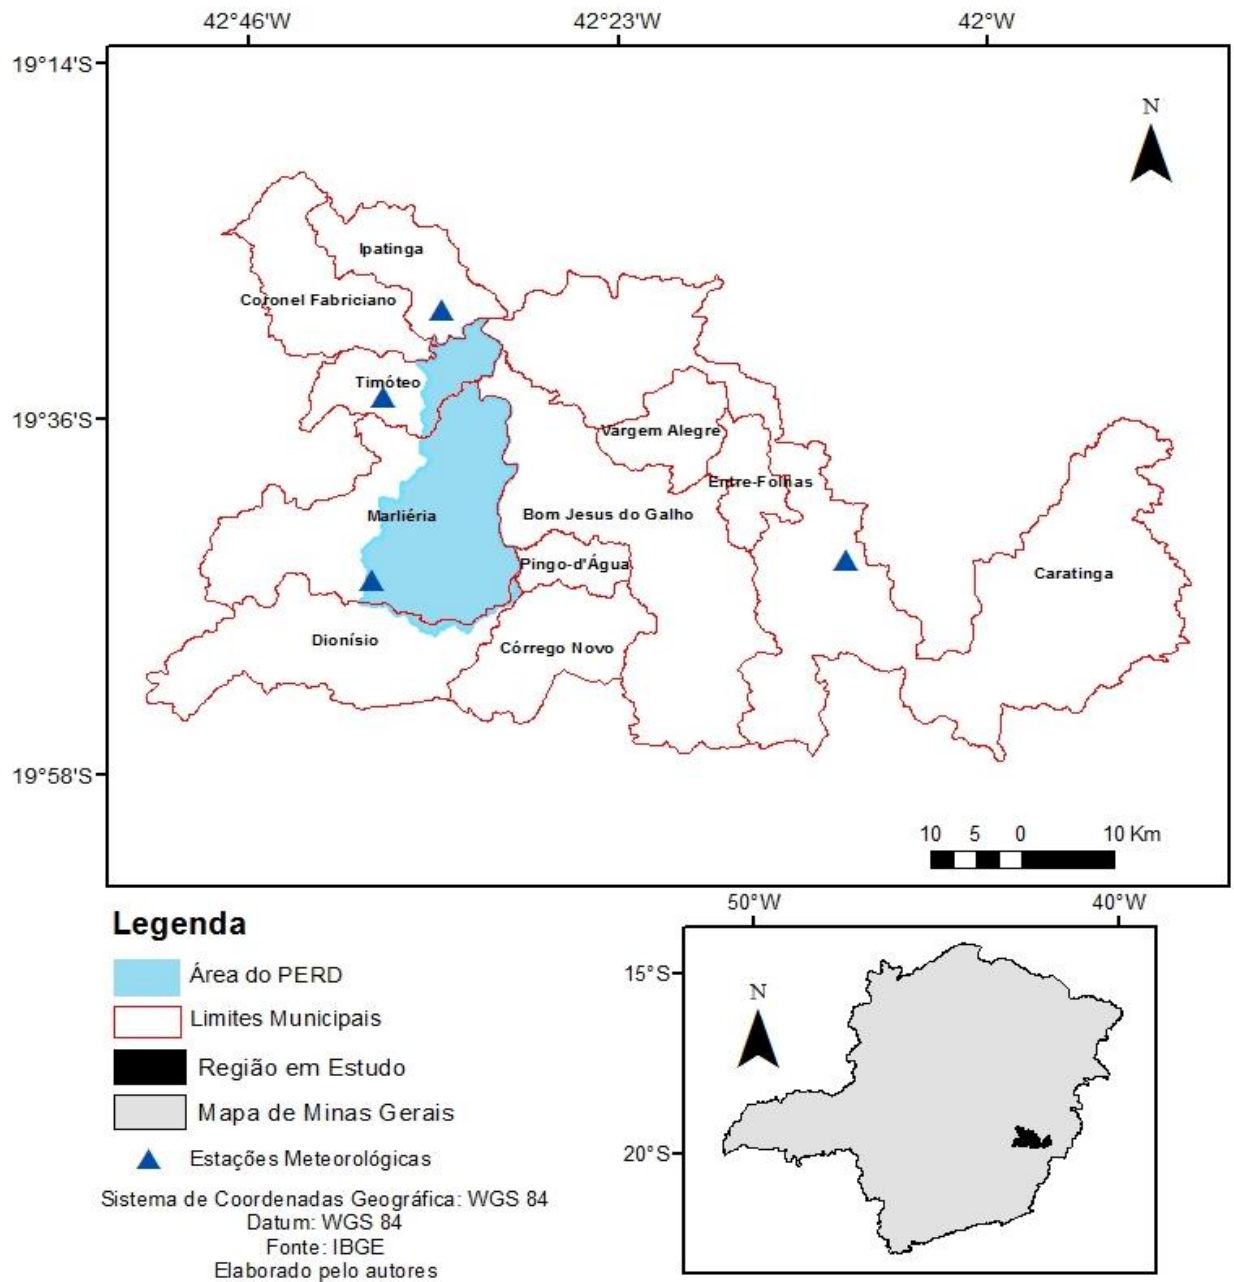 42°46'W 42°23'W 42°W
19°14'S
N
Ipatinga
Coronel Fabriciano
Timóteo
19°36'S
Vargem Alegre
Entre-Folhas
Marliéria
Bom Jesus do Galho
Pingo-d'Água
Caratinga
Dionísio
Córrego Novo
19°58'S
10 5 0 10 Km
Legenda
Área do PERD
Limites Municipais
Região em Estudo
Mapa de Minas Gerais
Estações Meteorológicas
Sistema de Coordenadas Geográfica: WGS 84
Datum: WGS 84
Fonte: IBGE
Elaborado pelo autores
50°W 40°W
15°S
N
20°S